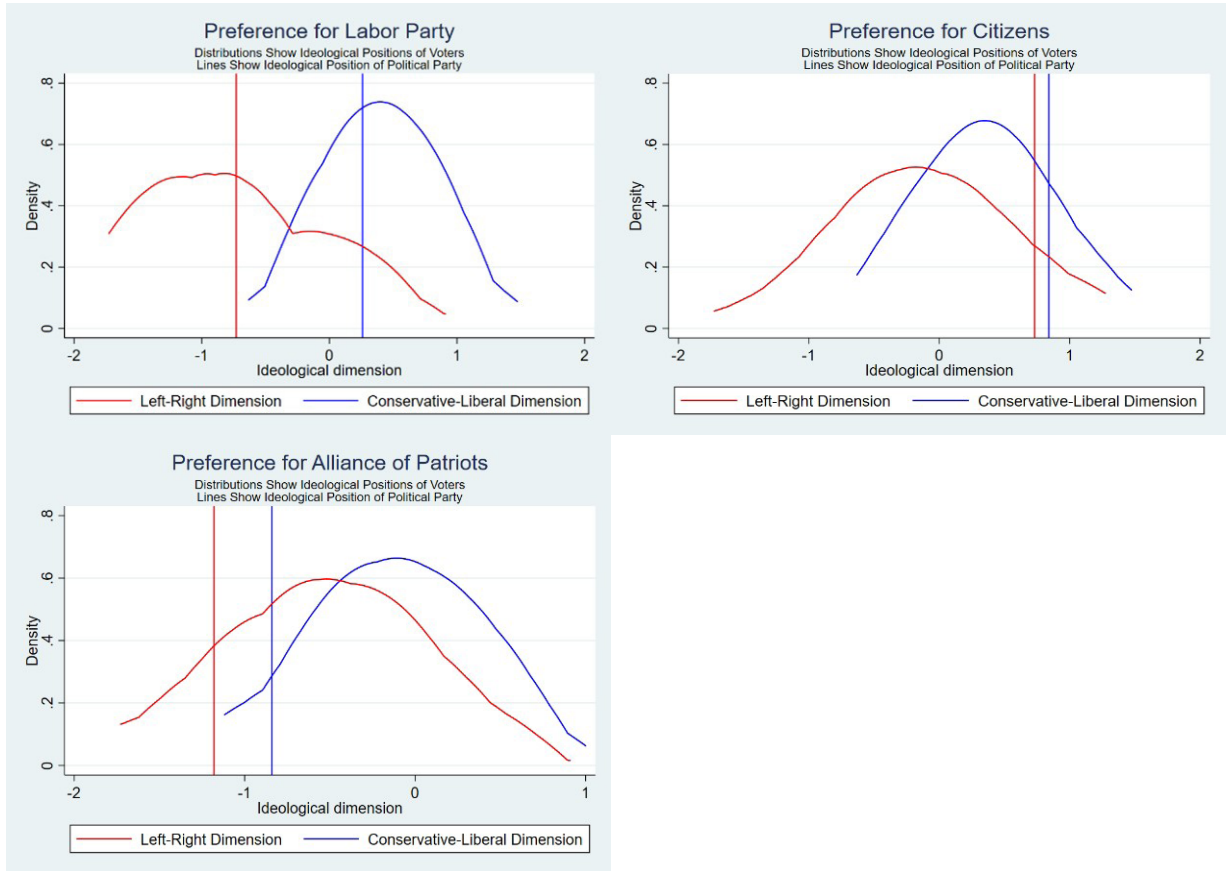 Preference for Labor Party
Distributions Show Ideological Positions of Voters
Lines Show Ideological Position of Political Party
Density
0 .2 .4 .6 .8
-2 -1 0 1 2
Ideological dimension
Left-Right Dimension Conservative-Liberal Dimension
Preference for Citizens
Distributions Show Ideological Positions of Voters
Lines Show Ideological Position of Political Party
Density
0 .2 .4 .6 .8
-2 -1 0 1 2
Ideological dimension
Left-Right Dimension Conservative-Liberal Dimension
Preference for Alliance of Patriots
Distributions Show Ideological Positions of Voters
Lines Show Ideological Position of Political Party
Density
0 .2 .4 .6 .8
-2 -1 0 1
Ideological dimension
Left-Right Dimension Conservative-Liberal Dimension